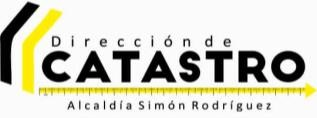 Dirección de
CATASTRO
Alcaldía Simón Rodríguez